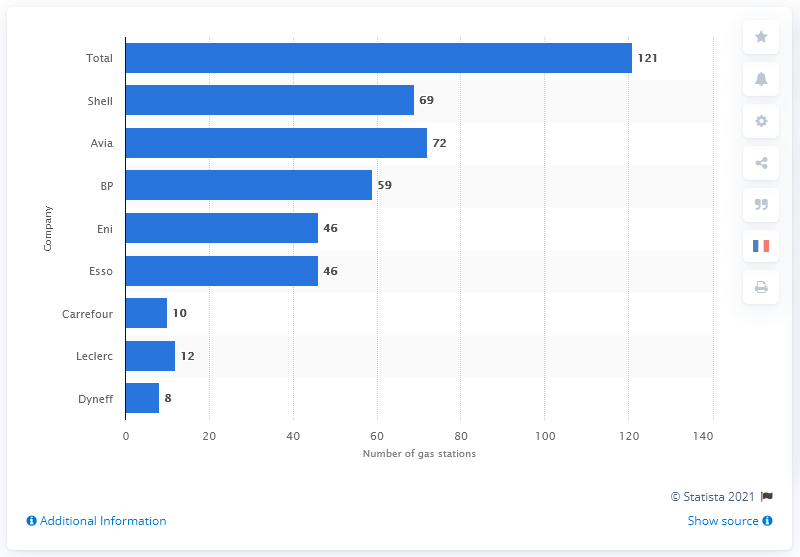 Total 121
Shell 69
Avia 72
BP 59
Eni 46
Esso 46
Carrefour 10
Leclerc 12
Dyneff 8
Company
0 20 40 60 80 100 120 140
Number of gas stations
© Statista 2021
Additional Information
Show source